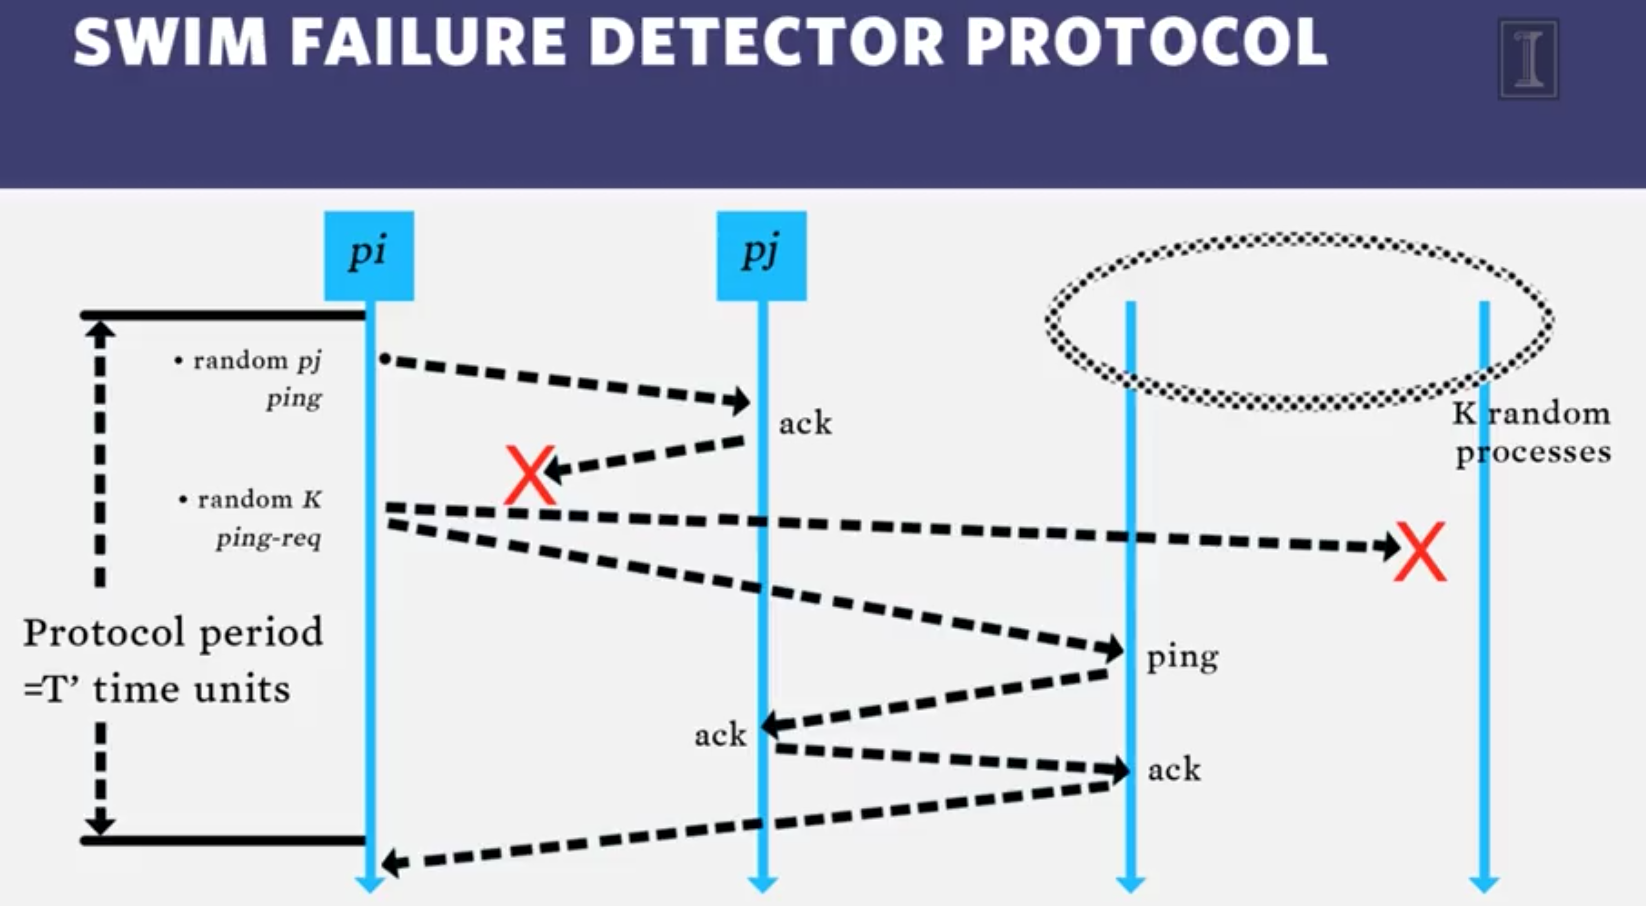 SWIM FAILURE DETECTOR PROTOCOL
I
pi
pj
• random pj
ping
ack
K random
processes
X
• random K
ping-req
X
Protocol period
=T’ time units
ping
ack
ack